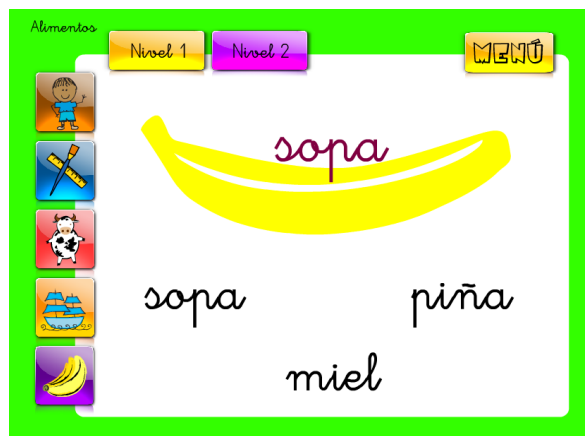 Alimentos
Nivel 1 Nivel 2 MENÚ
sopa
sopa piña
miel